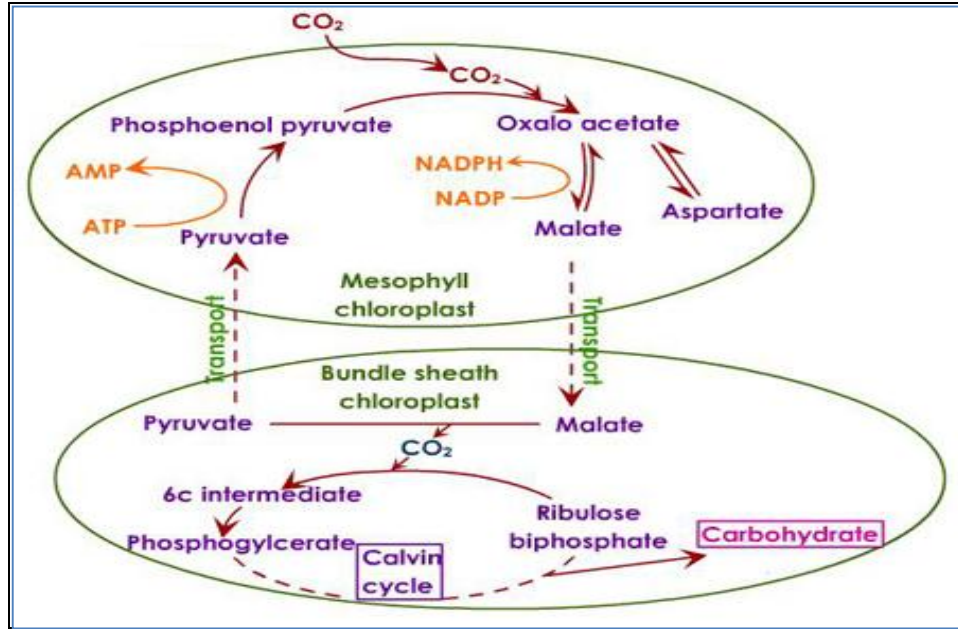 CO₂
CO₂
Phosphoenol pyruvate
Oxalo acetate
AMP
NADPH
ATP
NADP
Pyruvate
Malate
Aspartate
Mesophyll
chloroplast
Transport
Transport
Bundle sheath
chloroplast
Pyruvate
Malate
CO₂
6c intermediate
Ribulose
biphosphate
Carbohydrate
Phosphogylcerate
Calvin
cycle